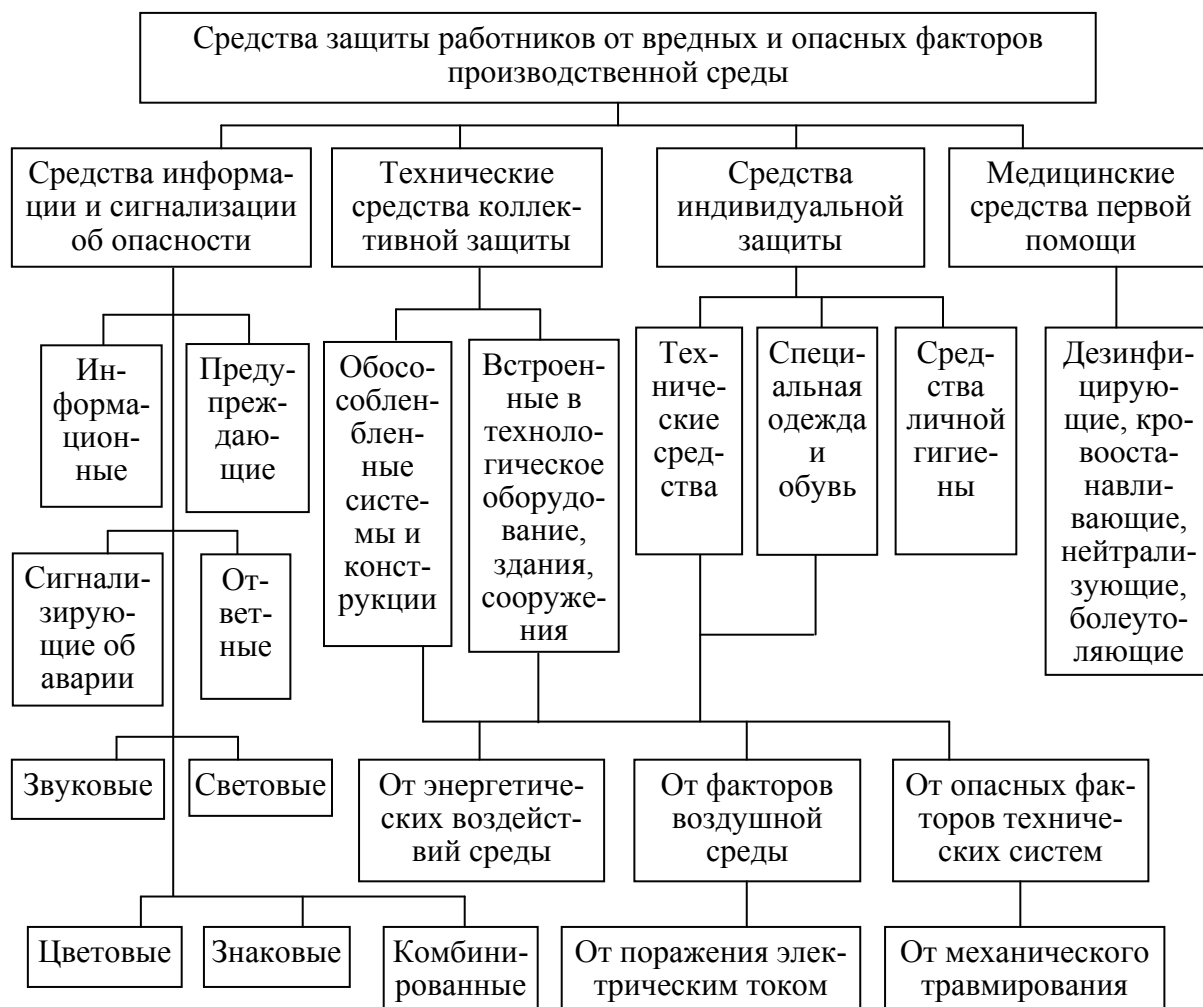 Средства защиты работников от вредных и опасных факторов
производственной среды
Средства информа-
ции и сигнализации
об опасности
Технические
средства коллек-
тивной защиты
Средства
индивидуальной
защиты
Медицинские
средства первой
помощи
Ин-
форма-
цион-
ные
Преду-
преж-
даю-
щие
Обосо-
соблен-
бленные
ные
систе-
мы и
конст-
рукции
Встроен-
ные в
техноло-
гическое
оборудо-
вание,
здания,
сооруже-
ния
Тех-
ниче-
ские
сред-
ства
Специ-
альная
одежда
и
обувь
Сред-
ства
личной
гигие-
ны
Дезинфи-
цирую-
щие, кро-
воста-
навли-
вающие,
нейтрали-
зующие,
болеуто-
ляющие
Сигнали-
зирую-
щие об
аварии
От-
вет-
ные
Звуковые
Световые
От энергетиче-
ских воздейст-
вий среды
От факторов
воздушной
среды
От опасных фак-
торов техниче-
ских систем
Цветовые
Знаковые
Комбини-
рованные
От поражения элек-
трическим током
От механического
травмирования